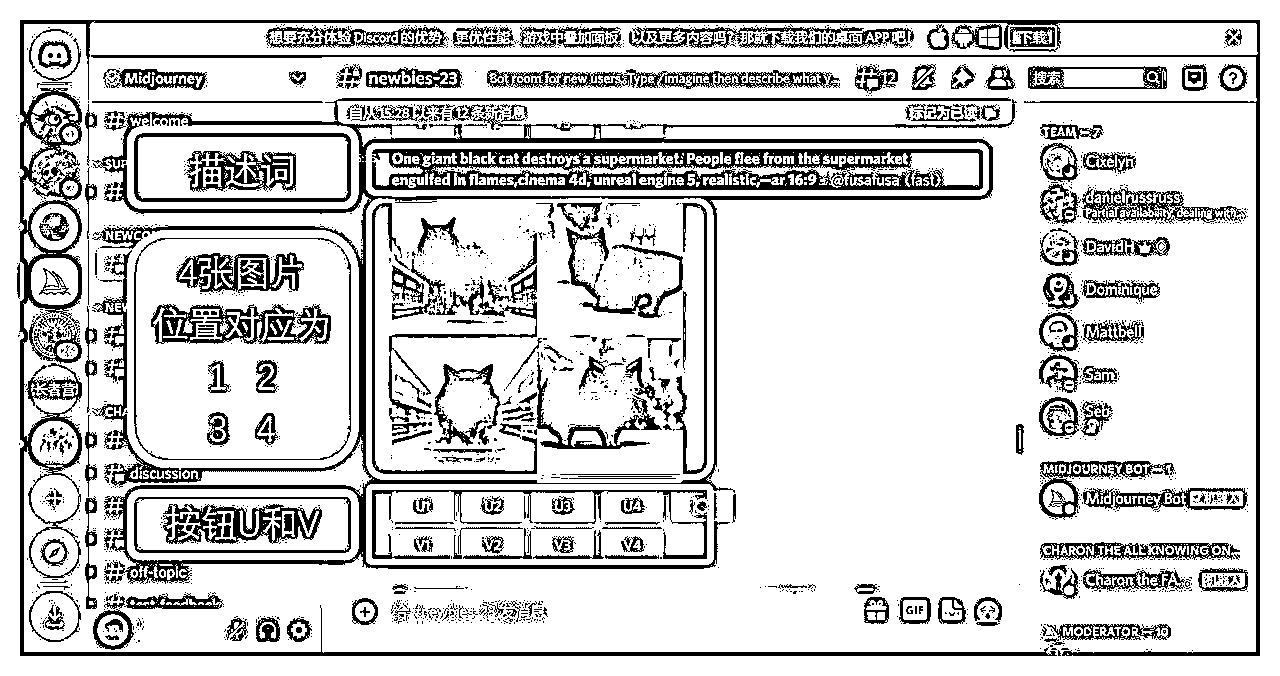 想要充分体验 Discord 的优势，更优性能、游戏中叠加面板，以及更多内容吗？那就下载我们的桌面 APP 吧！
下载
Midjourney
newbies-23
Bot room for new users. Type /imagine then describe what y...
12
搜索
自从 15:28 以来有12 条新消息
标记为已读
welcome
描述词
One giant black cat destroys a supermarket. People flee from the supermarket
engulfed in flames,cinema 4d, unreal engine 5, realistic,—ar 16:9 - @fusafusa (fast)
NEWCO
4张图片
位置对应为
1 2
3 4
discussion
按钮U和V
U1 U2 U3 U4
V1 V2 V3 V4
off-topic
GIF
TEAM — 7
Cixelyn
danielrussruss
Partial availability, dealing with...
DavidH
Dominique
Mattbell
Sam
Seb
MIDJOURNEY BOT — 1
Midjourney Bot
机器人
CHARON THE ALL KNOWING ON...
Charon the FA...
机器人
MODERATOR — 10